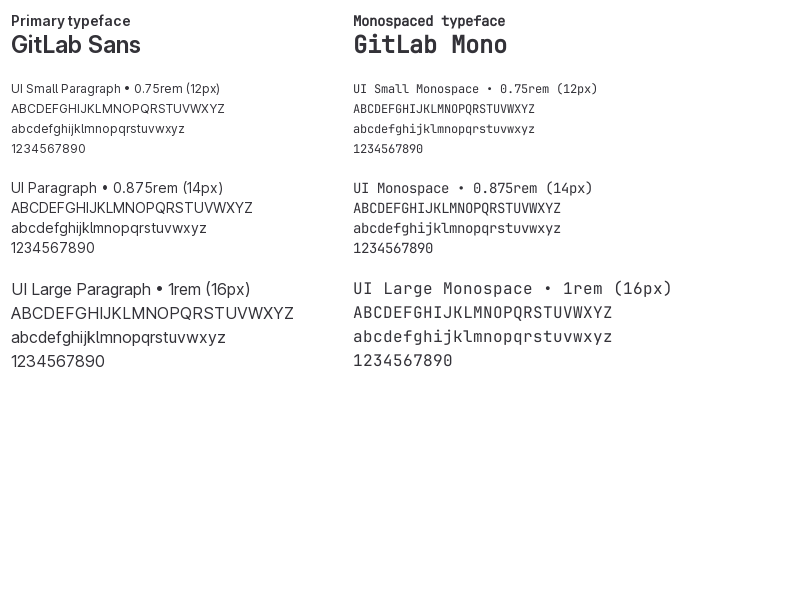 Primary typeface
GitLab Sans
UI Small Paragraph • 0.75rem (12px)
ABCDEFGHIJKLMNOPQRSTUVWXYZ
abcdefghijklmnopqrstuvwxyz
1234567890
UI Paragraph • 0.875rem (14px)
ABCDEFGHIJKLMNOPQRSTUVWXYZ
abcdefghijklmnopqrstuvwxyz
1234567890
UI Large Paragraph • 1rem (16px)
ABCDEFGHIJKLMNOPQRSTUVWXYZ
abcdefghijklmnopqrstuvwxyz
1234567890
Monospaced typeface
GitLab Mono
UI Small Monospace • 0.75rem (12px)
ABCDEFGHIJKLMNOPQRSTUVWXYZ
abcdefghijklmnopqrstuvwxyz
1234567890
UI Monospace • 0.875rem (14px)
ABCDEFGHIJKLMNOPQRSTUVWXYZ
abcdefghijklmnopqrstuvwxyz
1234567890
UI Large Monospace • 1rem (16px)
ABCDEFGHIJKLMNOPQRSTUVWXYZ
abcdefghijklmnopqrstuvwxyz
1234567890